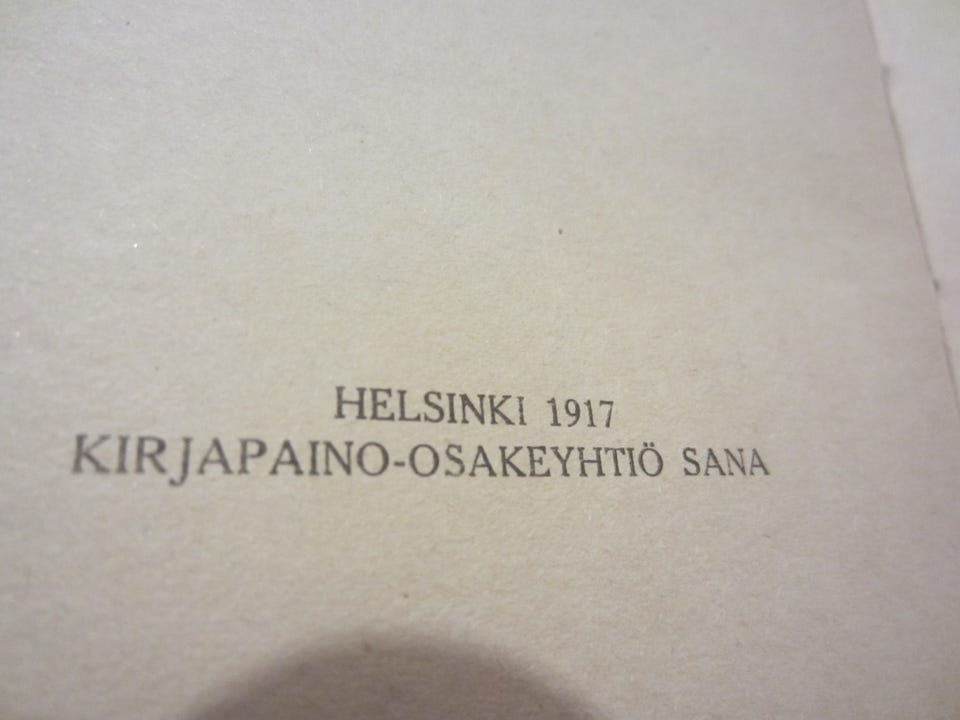 HELSINKI 1917
KIRJAPAINO-OSAKEYHTIÖ SANA